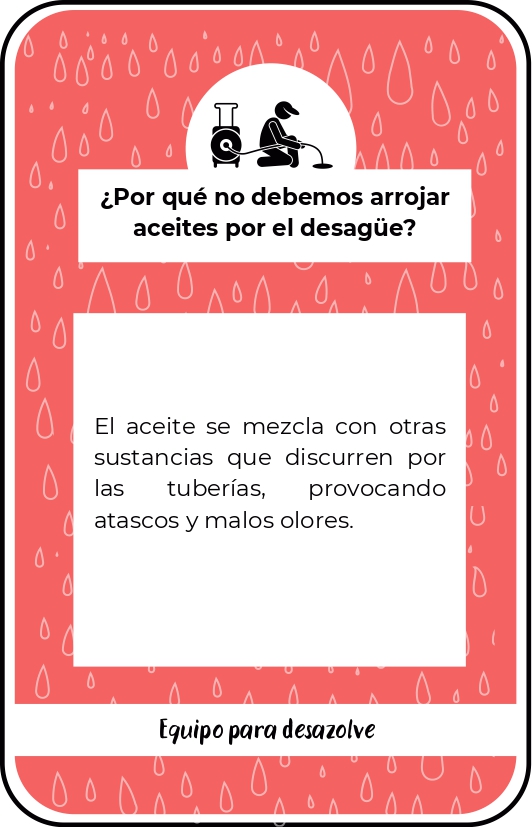 ¿Por qué no debemos arrojar
aceites por el desagüe?
El aceite se mezcla con otras
sustancias que discurren por
las tuberías, provocando
atascos y malos olores.
Equipo para desazolve